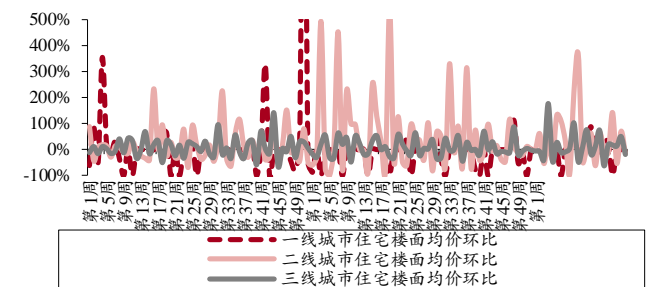 500%
400%
300%
200%
100%
0%
-100%
第1周
第5周
第9周
第13周
第17周
第21周
第25周
第29周
第33周
第37周
第41周
第45周
第49周
第1周
第5周
第9周
第13周
第17周
第21周
第25周
第29周
第33周
第37周
第41周
第45周
第49周
第1周
一线城市住宅楼面均价环比
二线城市住宅楼面均价环比
三线城市住宅楼面均价环比